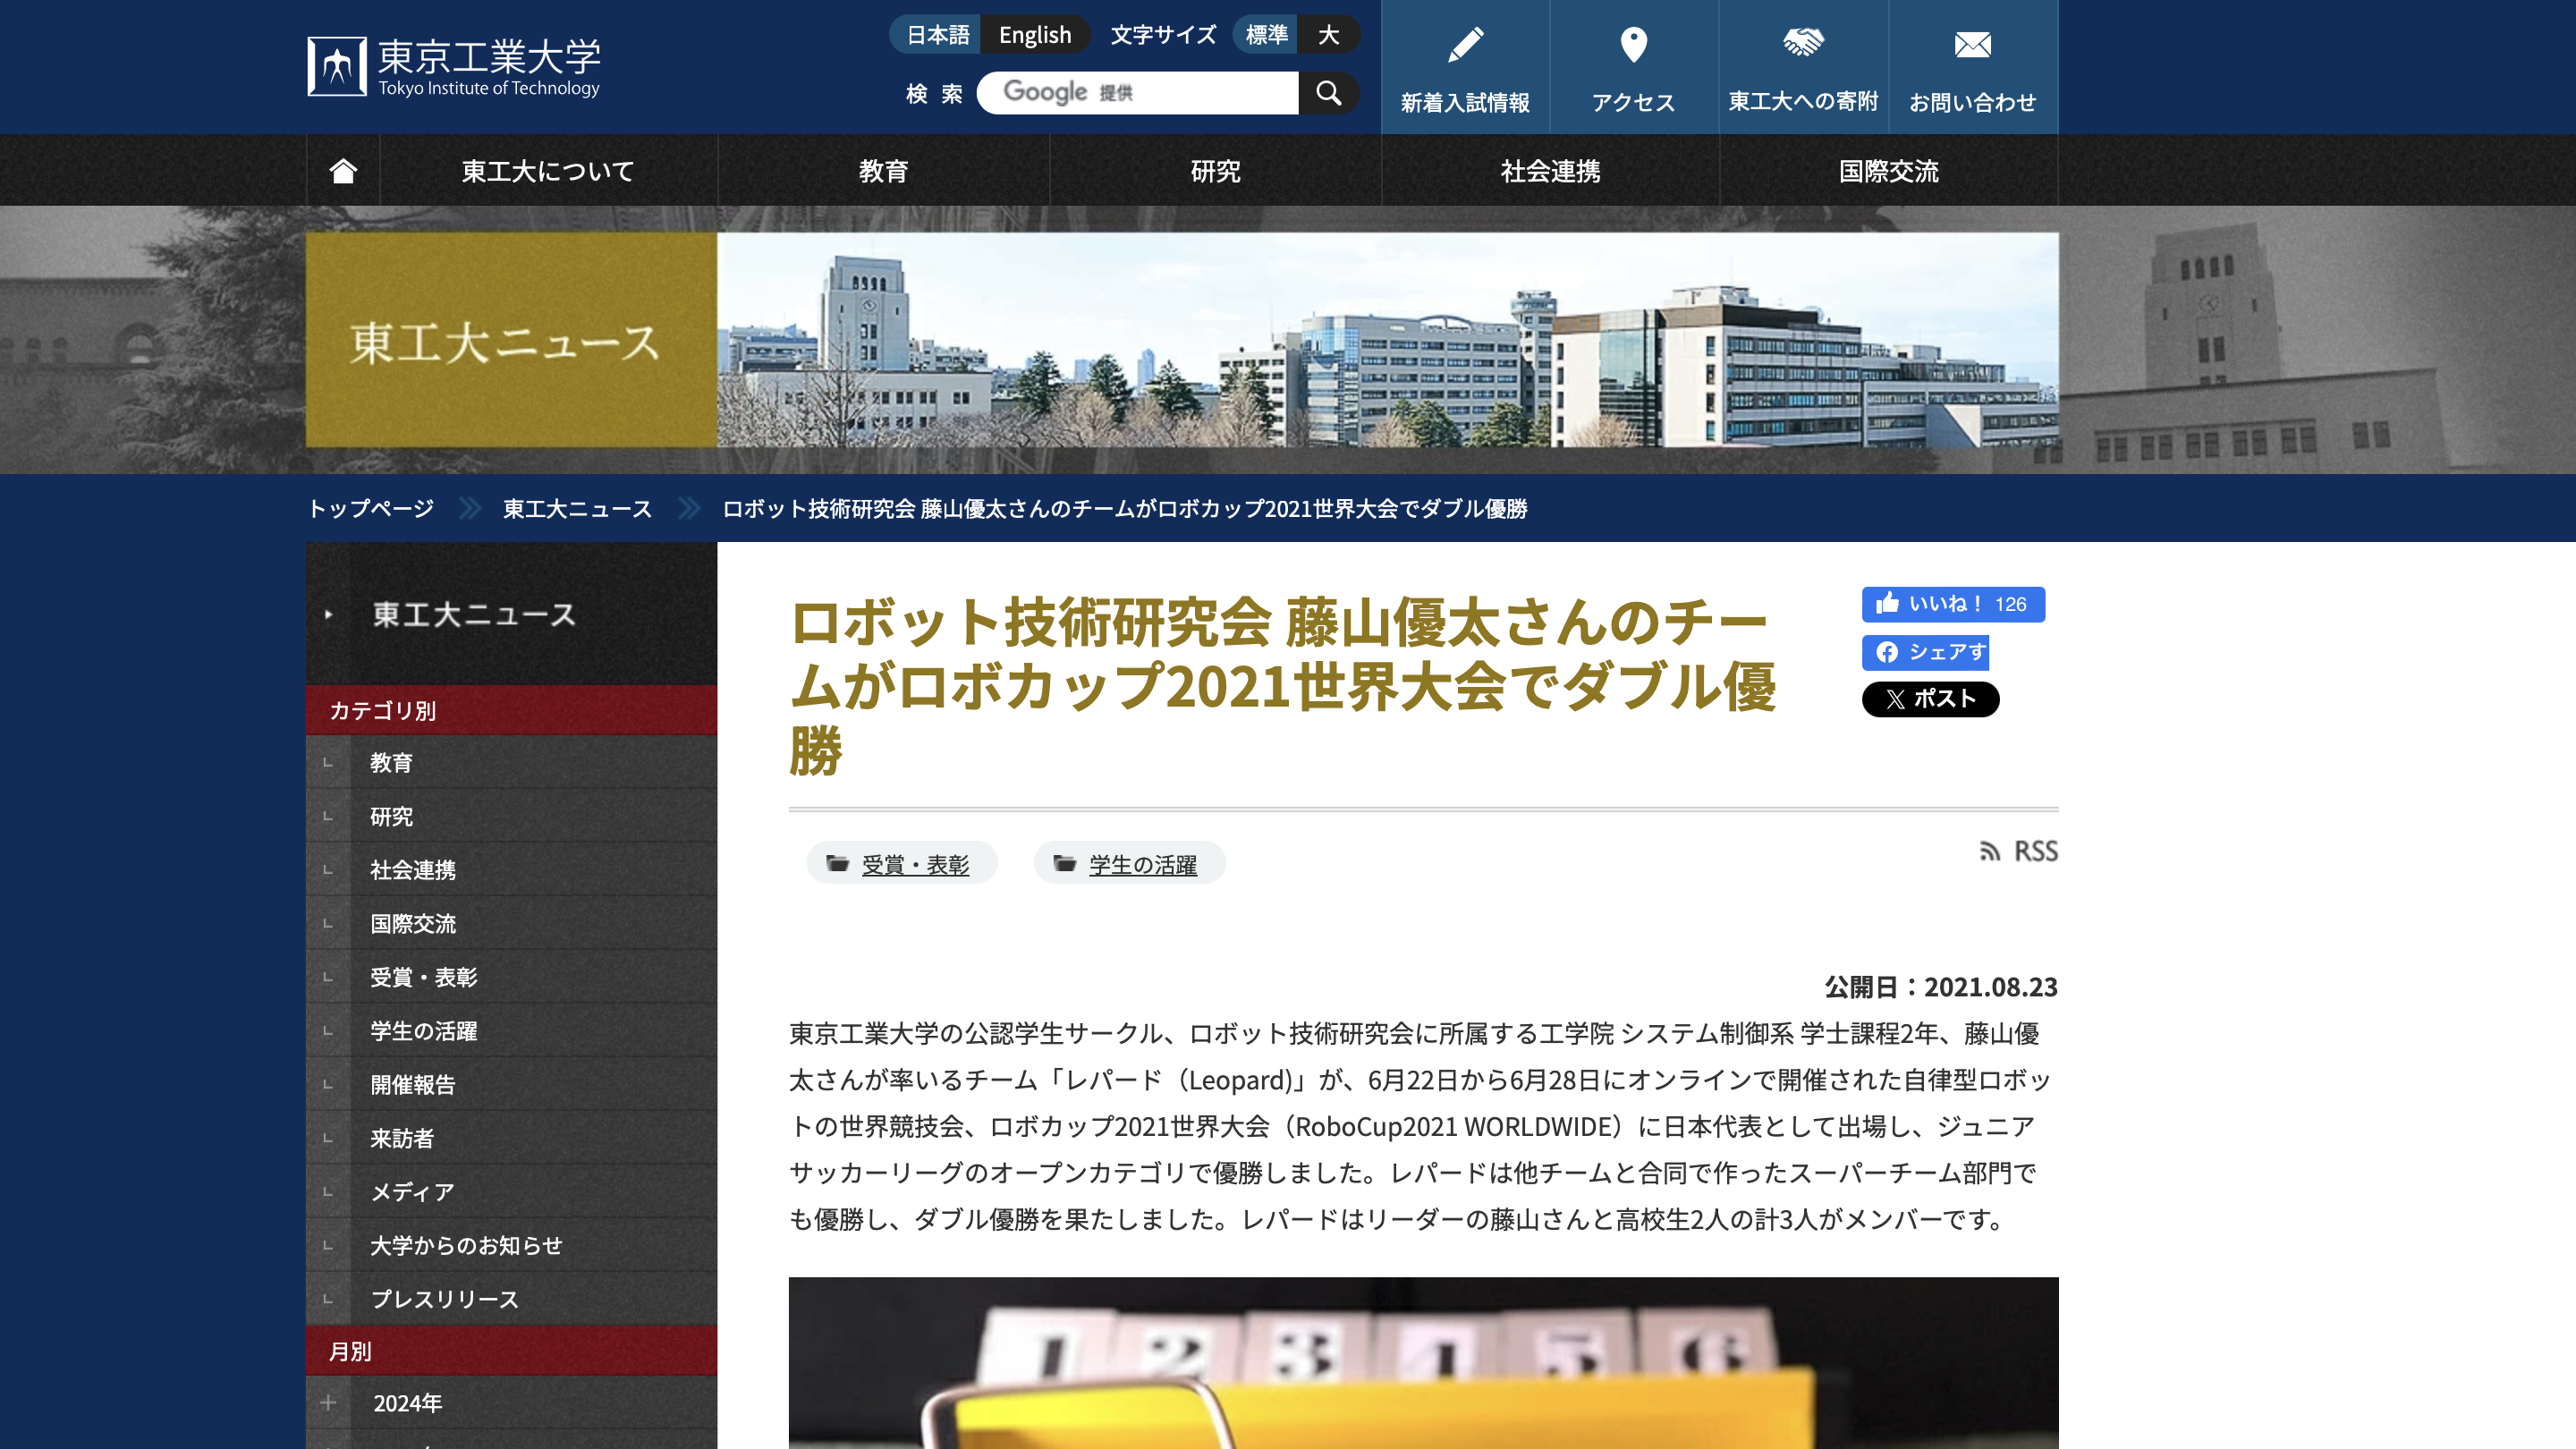 東京工業大学
Tokyo Institute of Technology
日本語 English 文字サイズ 標準 大
検索 Google 提供
新着入試情報 アクセス 東工大への寄附 お問い合わせ
東工大について 教育 研究 社会連携 国際交流
東工大ニュース
トップページ 東工大ニュース ロボット技術研究会 藤山優太さんのチームがロボカップ2021世界大会でダブル優勝
東工大ニュース
カテゴリ別
教育
研究
社会連携
国際交流
受賞・表彰
学生の活躍
開催報告
来訪者
メディア
大学からのお知らせ
プレスリリース
月別
2024年
ロボット技術研究会 藤山優太さんのチー
ムがロボカップ2021世界大会でダブル優
勝
いいね! 126
シェアす
ポスト
受賞・表彰 学生の活躍
RSS
公開日:2021.08.23
東京工業大学の公認学生サークル、ロボット技術研究会に所属する工学院 システム制御系 学士課程2年、藤山優
太さんが率いるチーム「レパード(Leopard)」が、6月22日から6月28日にオンラインで開催された自律型ロボッ
トの世界競技会、ロボカップ2021世界大会(RoboCup2021 WORLDWIDE)に日本代表として出場し、ジュニア
サッカーリーグのオープンカテゴリで優勝しました。レパードは他チームと合同で作ったスーパーチーム部門で
も優勝し、ダブル優勝を果たしました。レパードはリーダーの藤山さんと高校生2人の計3人がメンバーです。
1 2 3 4 5 6